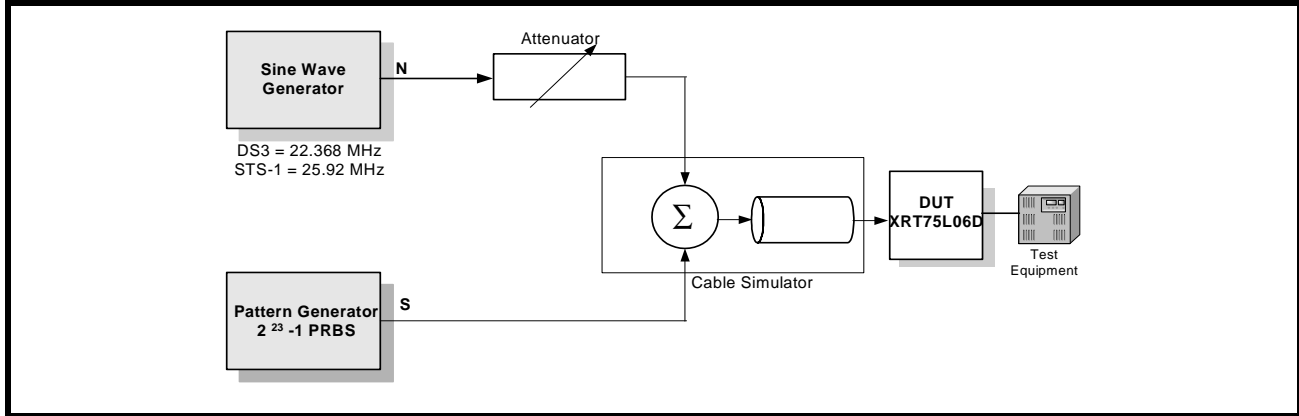 Attenuator
Sine Wave
Generator
N
DS3 = 22.368 MHz
STS-1 = 25.92 MHz
Σ
DUT
XRT75L06D
Test
Equipment
Cable Simulator
Pattern Generator
2 ²³ -1 PRBS
S